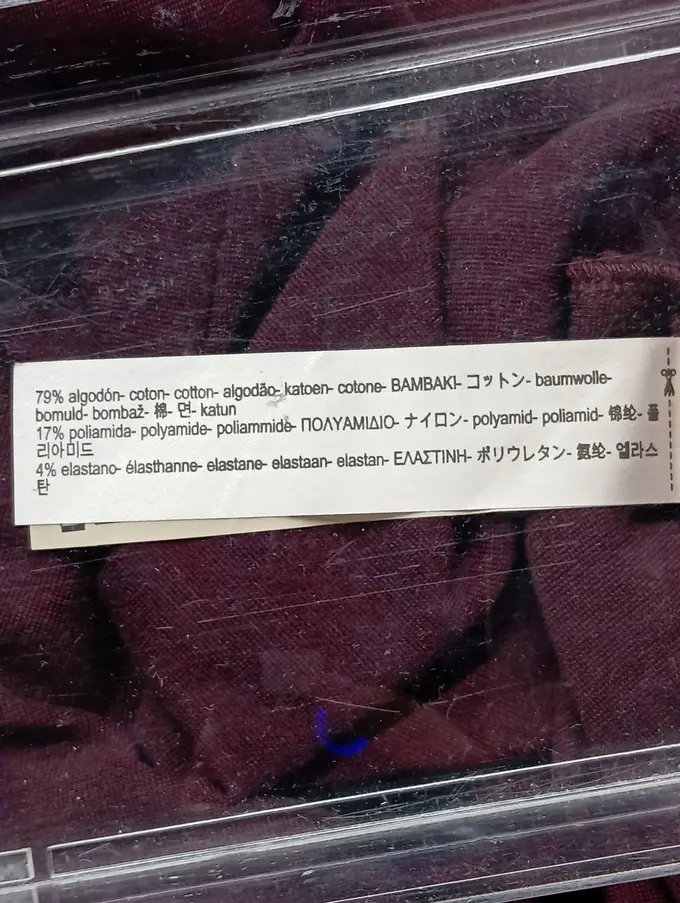 79% algodón- coton- cotton- algodão- katoen- cotone- BAMBAKI- コットン- baumwolle-
bomuld- bombaž- 棉- 면- katun
17% poliamida- polyamide- poliammide- ΠΟΛΥΑΜΙΔΙΟ- ナイロン- polyamid- poliamid- 锦纶- 폴
리아미드
4% elastano- élasthanne- elastane- elastaan- elastan- ΕΛΑΣΤΙΝΗ- ポリウレタン- 氨纶- 엘라스
탄